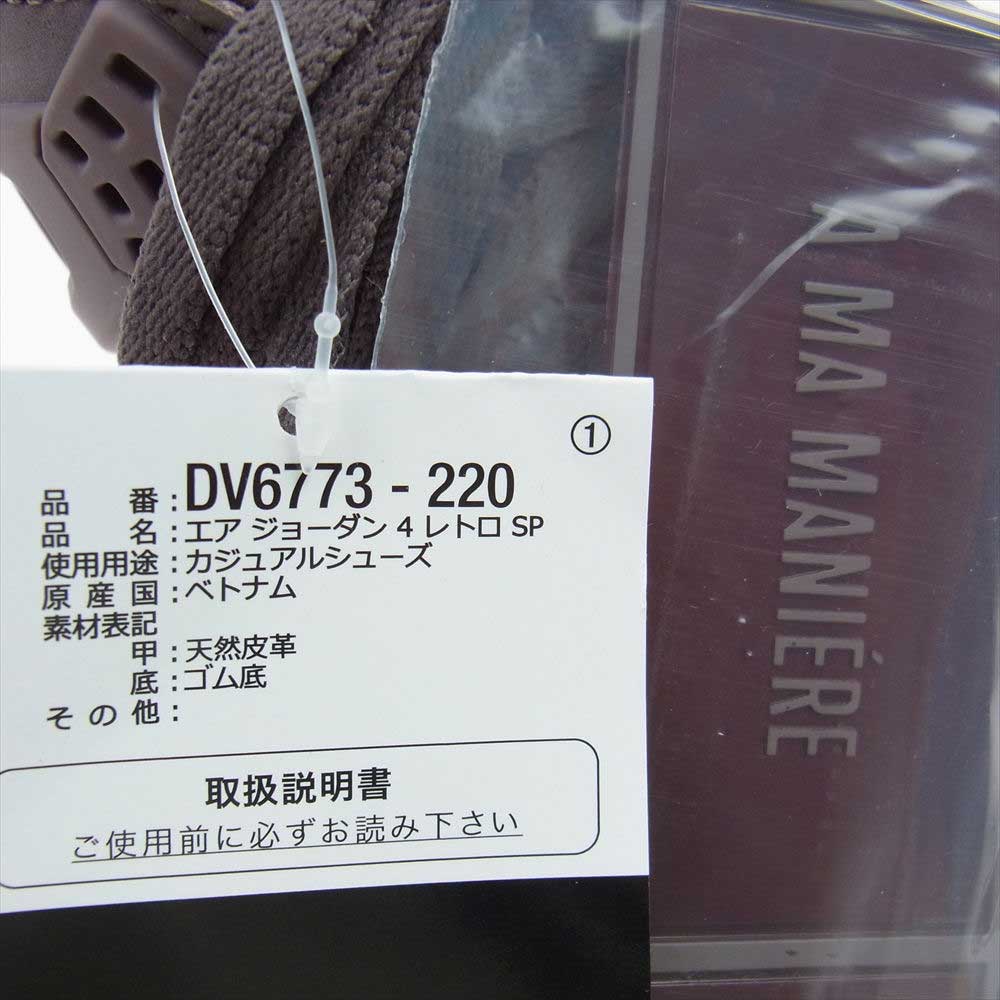 ①
品番:DV6773 - 220
品名:エア ジョーダン 4 レトロ SP
使用用途:カジュアルシューズ
原産国:ベトナム
素材表記
甲:天然皮革
底:ゴム底
その他:
取扱説明書
ご使用前に必ずお読み下さい
A MA MANIÉRE